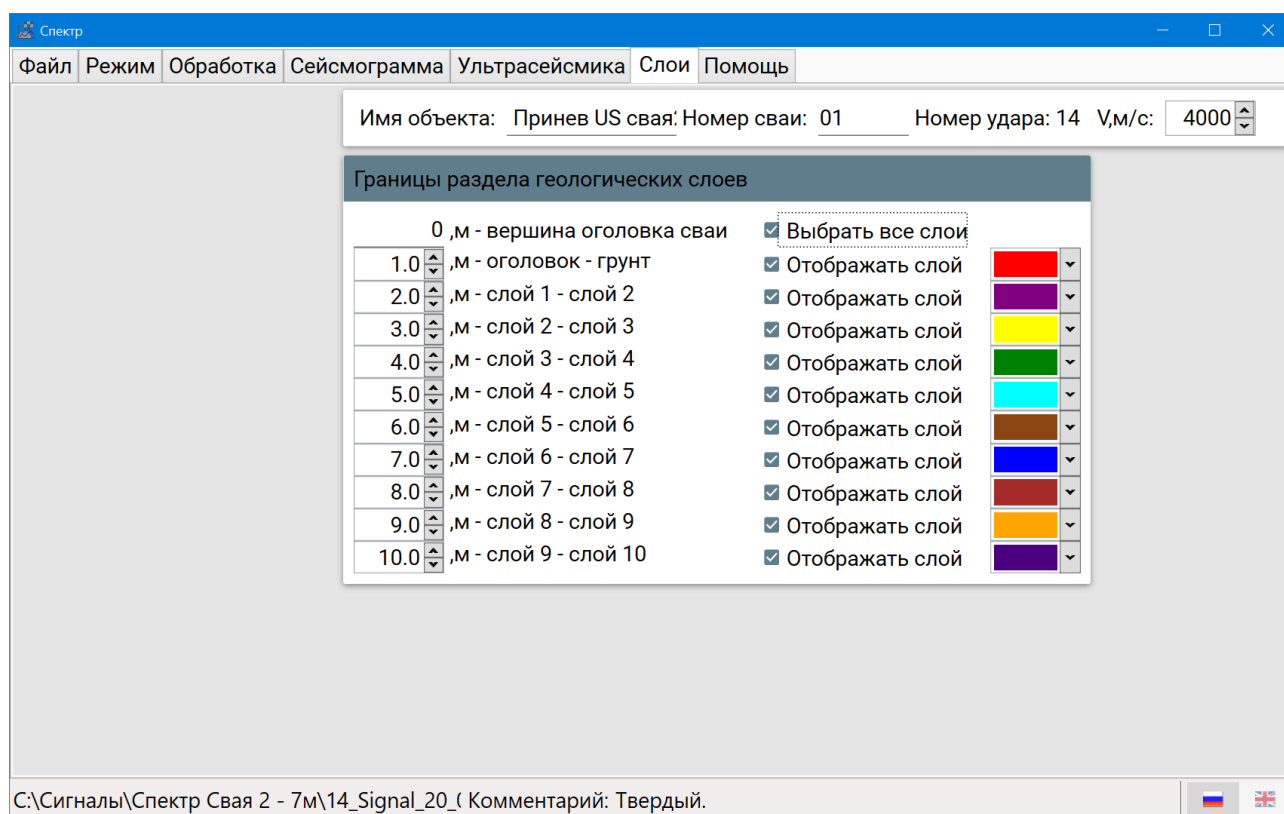 Спектр
Файл Режим Обработка Сейсмограмма Ультрасейсмика Слои Помощь
Имя объекта: Принев US свая Номер сваи: 01 Номер удара: 14 V,м/с: 4000
Границы раздела геологических слоев
0 ,м - вершина оголовка сваи Выбрать все слои
1.0 ,м - оголовок - грунт Отображать слой
2.0 ,м - слой 1 - слой 2 Отображать слой
3.0 ,м - слой 2 - слой 3 Отображать слой
4.0 ,м - слой 3 - слой 4 Отображать слой
5.0 ,м - слой 4 - слой 5 Отображать слой
6.0 ,м - слой 5 - слой 6 Отображать слой
7.0 ,м - слой 6 - слой 7 Отображать слой
8.0 ,м - слой 7 - слой 8 Отображать слой
9.0 ,м - слой 8 - слой 9 Отображать слой
10.0 ,м - слой 9 - слой 10 Отображать слой
C:\Сигналы\Спектр Свая 2 - 7м\14_Signal_20_( Комментарий: Твердый.